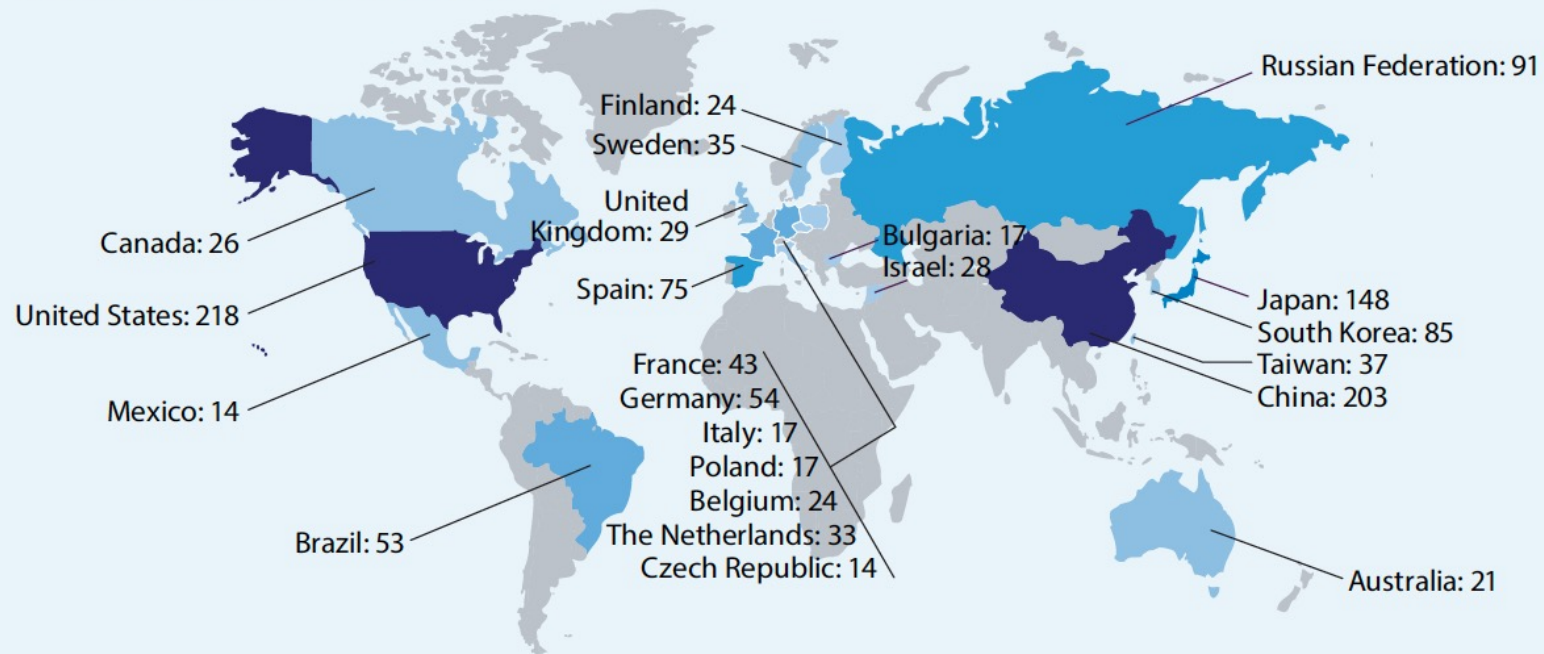 Russian Federation: 91
Finland: 24
Sweden: 35
United
Kingdom: 29
Bulgaria: 17
Israel: 28
Canada: 26
Spain: 75
United States: 218
Japan: 148
South Korea: 85
Taiwan: 37
China: 203
Mexico: 14
France: 43
Germany: 54
Italy: 17
Poland: 17
Belgium: 24
The Netherlands: 33
Czech Republic: 14
Brazil: 53
Australia: 21